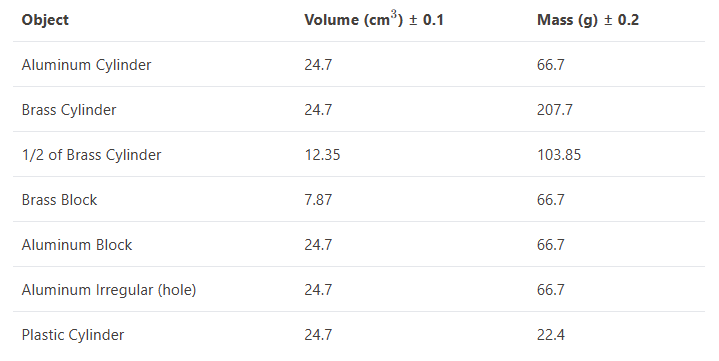 Object Volume (cm³) ± 0.1 Mass (g) ± 0.2
Aluminum Cylinder 24.7 66.7
Brass Cylinder 24.7 207.7
1/2 of Brass Cylinder 12.35 103.85
Brass Block 7.87 66.7
Aluminum Block 24.7 66.7
Aluminum Irregular (hole) 24.7 66.7
Plastic Cylinder 24.7 22.4